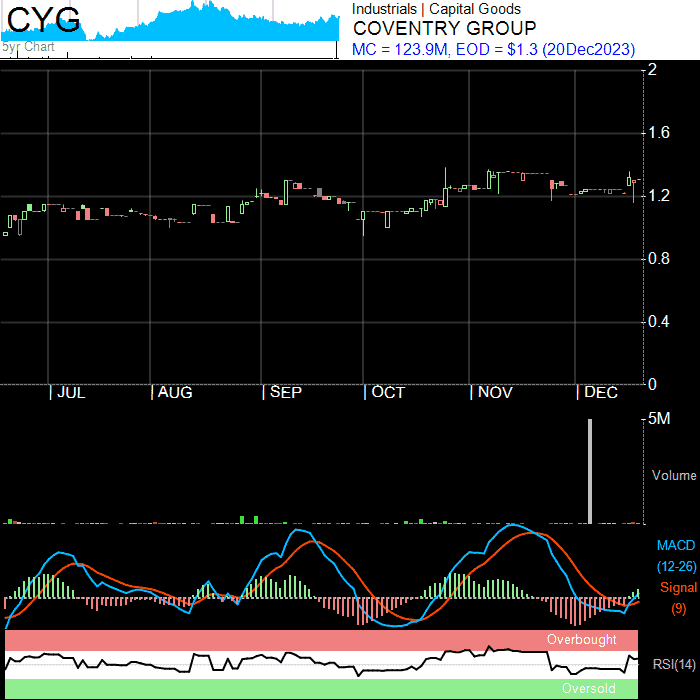 CYG
5yr Chart
Industrials | Capital Goods
COVENTRY GROUP
MC = 123.9M, EOD = $1.3 (20Dec2023)
2
1.6
1.2
0.8
0.4
0
| JUL | AUG | SEP | OCT | NOV | DEC
5M
Volume
MACD
(12-26)
Signal
(9)
Overbought
RSI(14)
Oversold